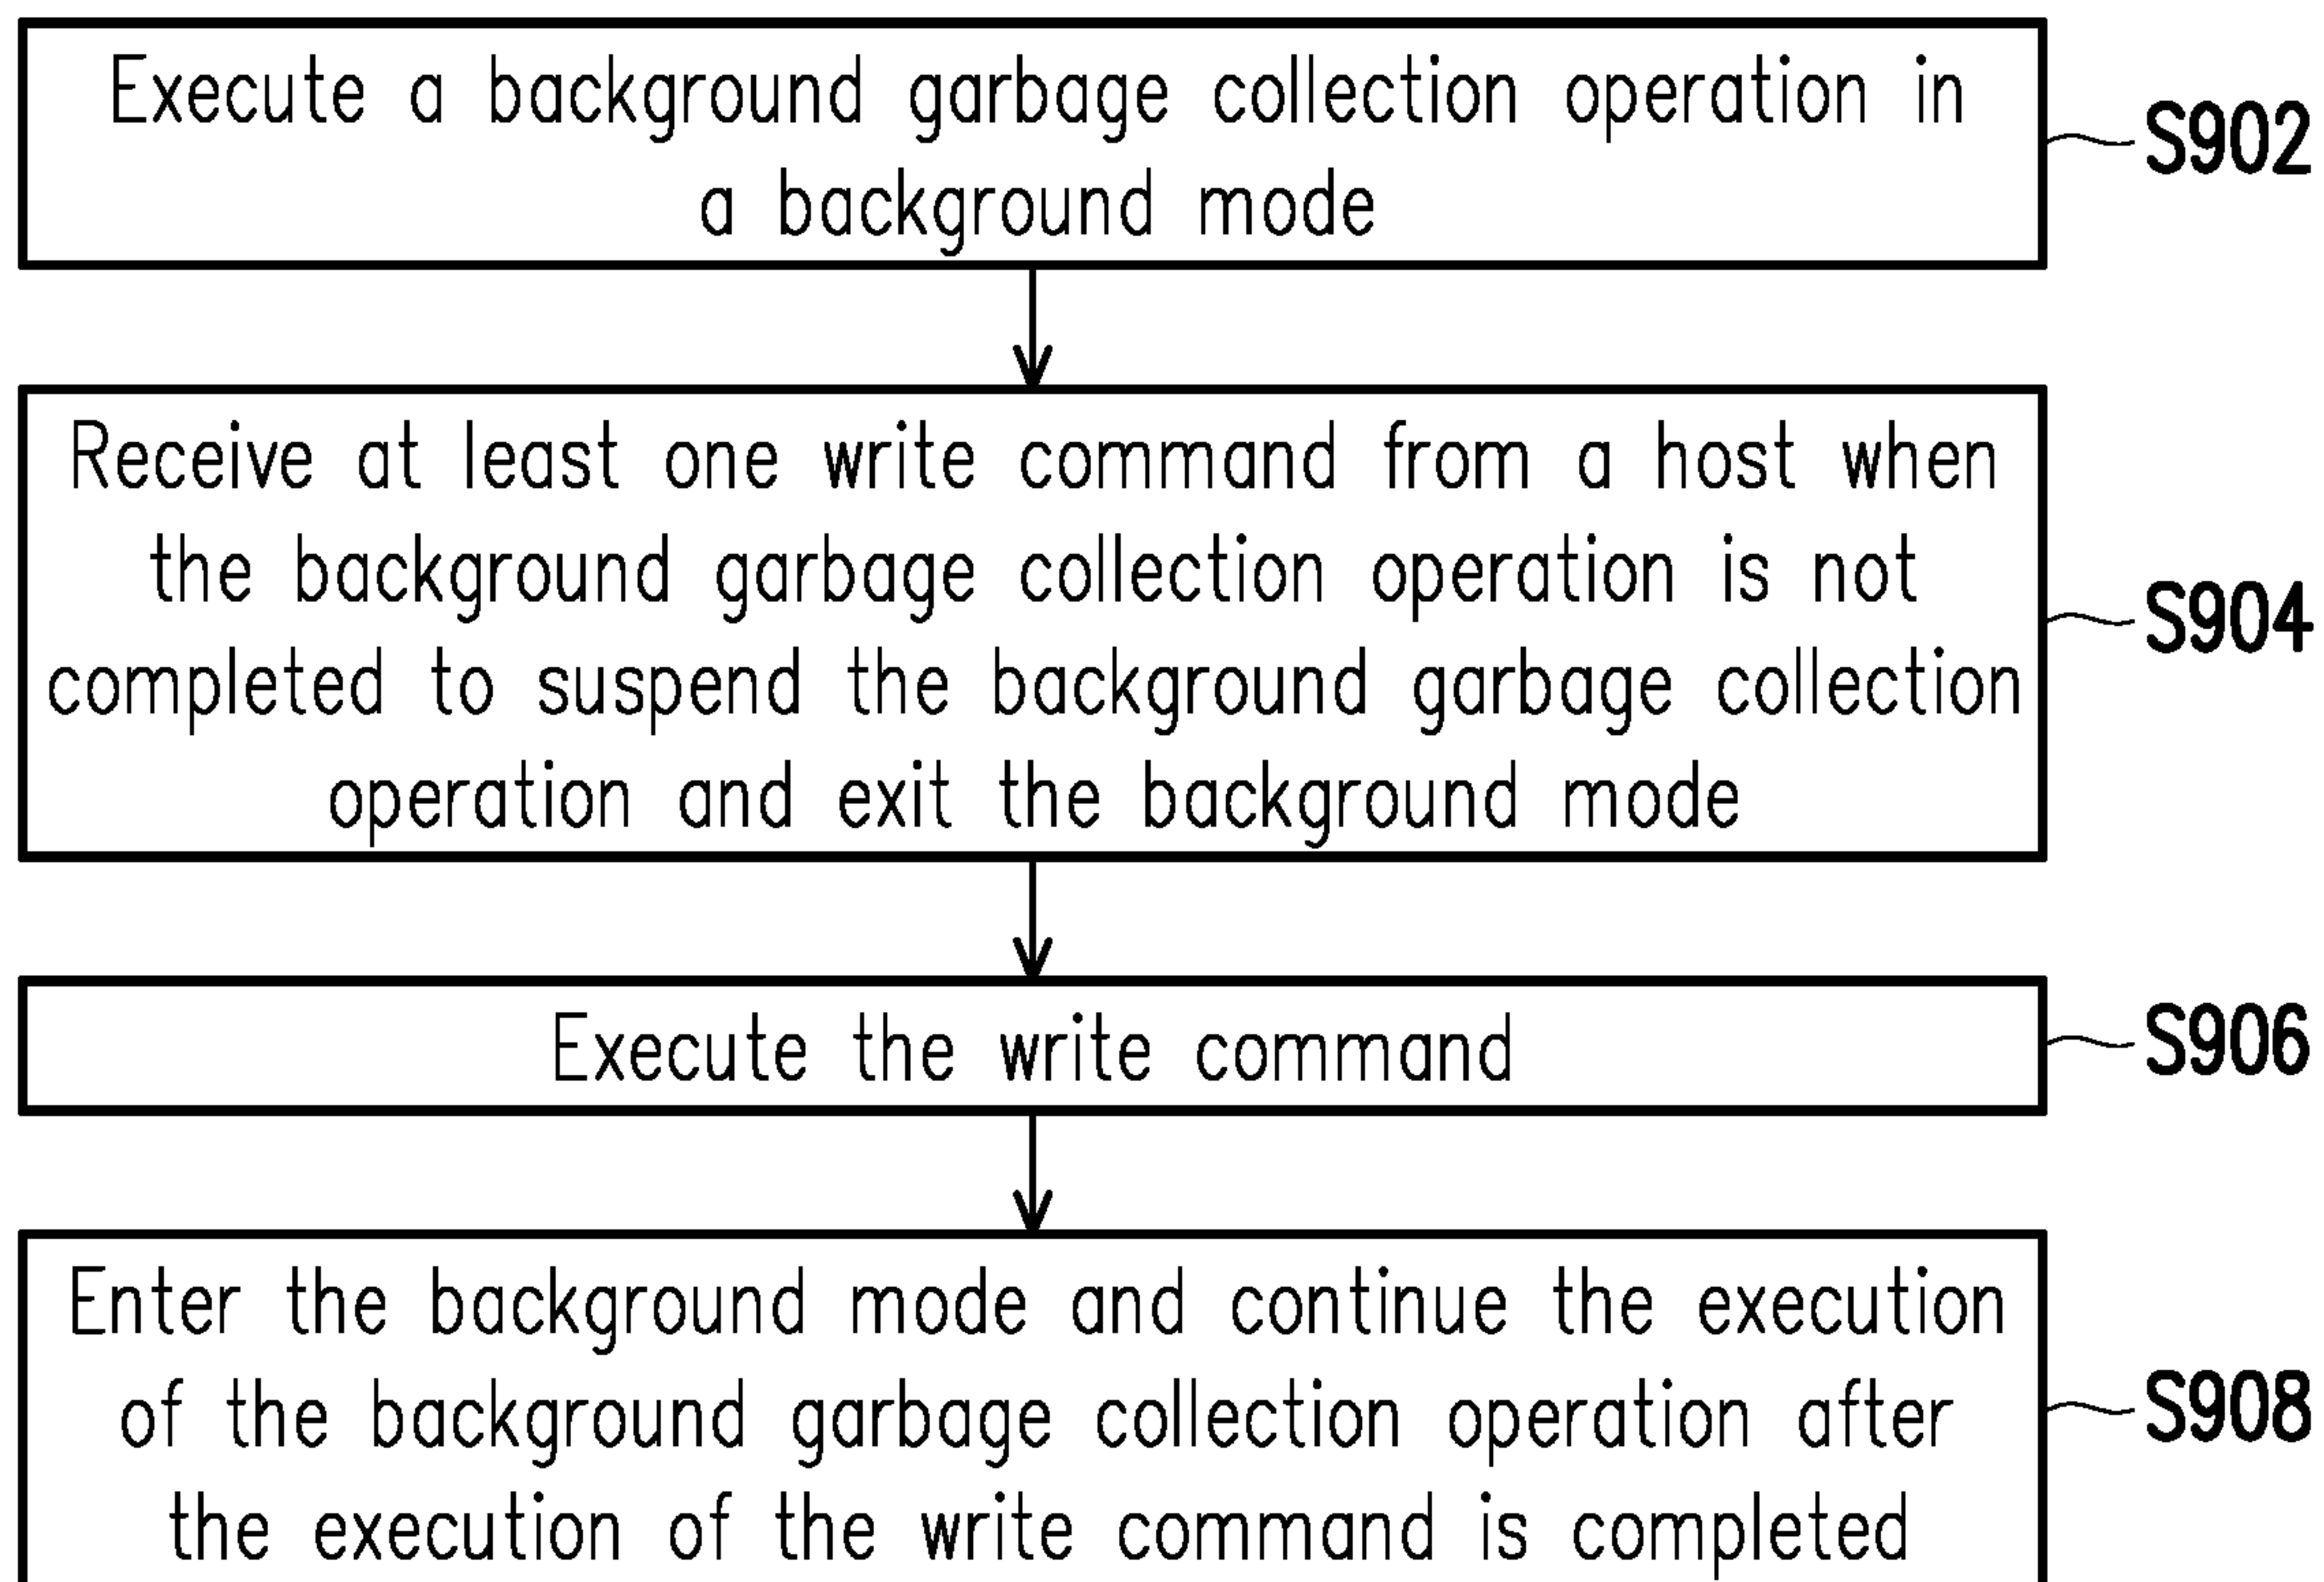 Execute a background garbage collection operation in
a background mode
S902
Receive at least one write command from a host when
the background garbage collection operation is not
completed to suspend the background garbage collection
operation and exit the background mode
S904
Execute the write command
S906
Enter the background mode and continue the execution
of the background garbage collection operation after
the execution of the write command is completed
S908